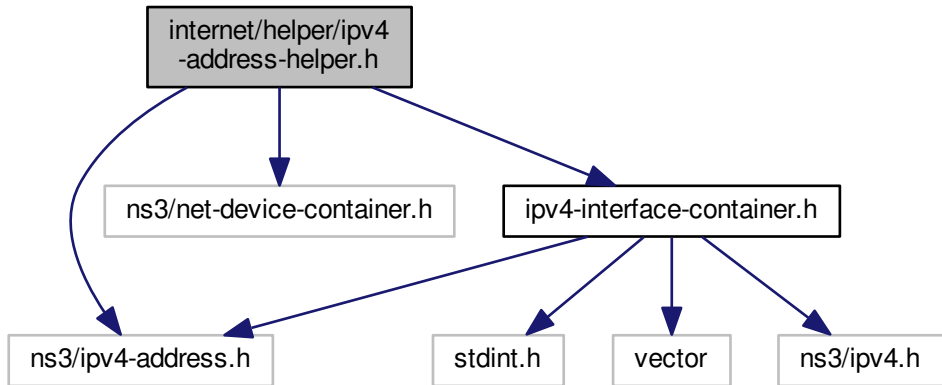 internet/helper/ipv4
-address-helper.h
ns3/net-device-container.h
ipv4-interface-container.h
ns3/ipv4-address.h
stdint.h
vector
ns3/ipv4.h